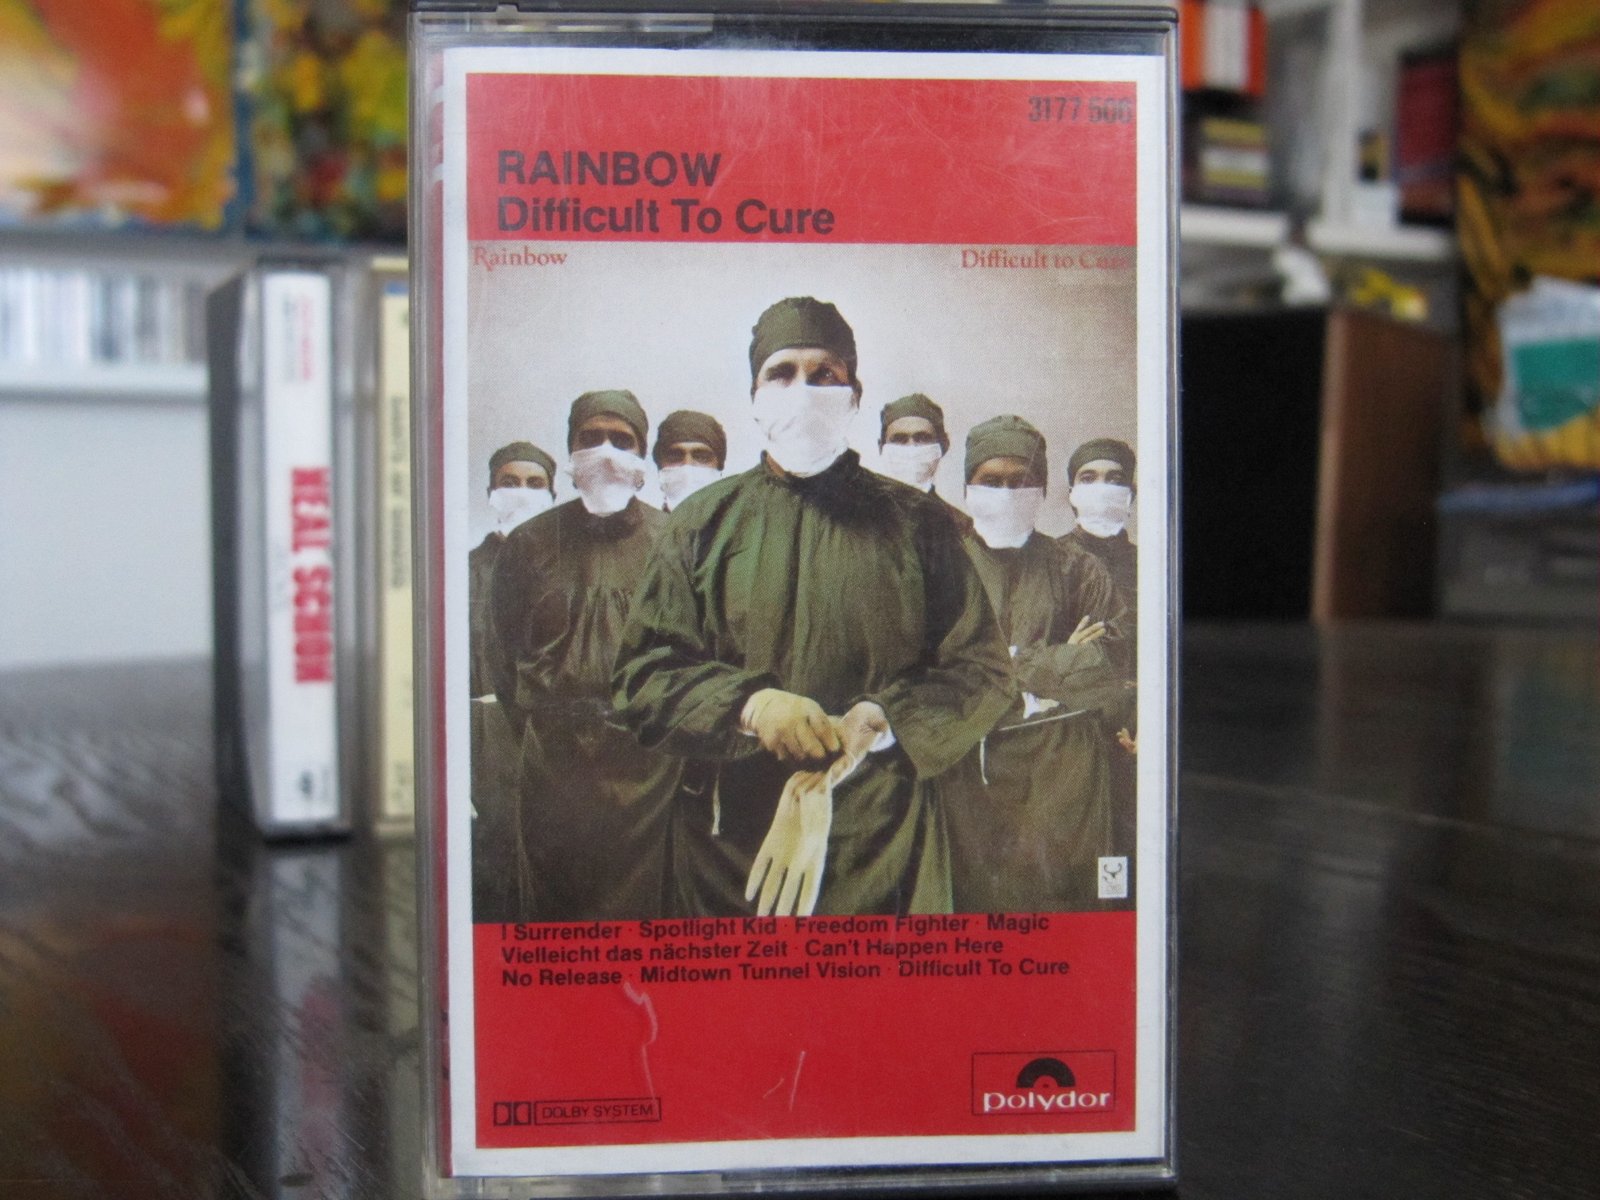 3177 506
RAINBOW
Difficult To Cure
Rainbow
Difficult to Cure
I Surrender · Spotlight Kid · Freedom Fighter · Magic
Vielleicht das nächster Zeit · Can't Happen Here
No Release · Midtown Tunnel Vision · Difficult To Cure
DOLBY SYSTEM
polydor
NEAL SCHON